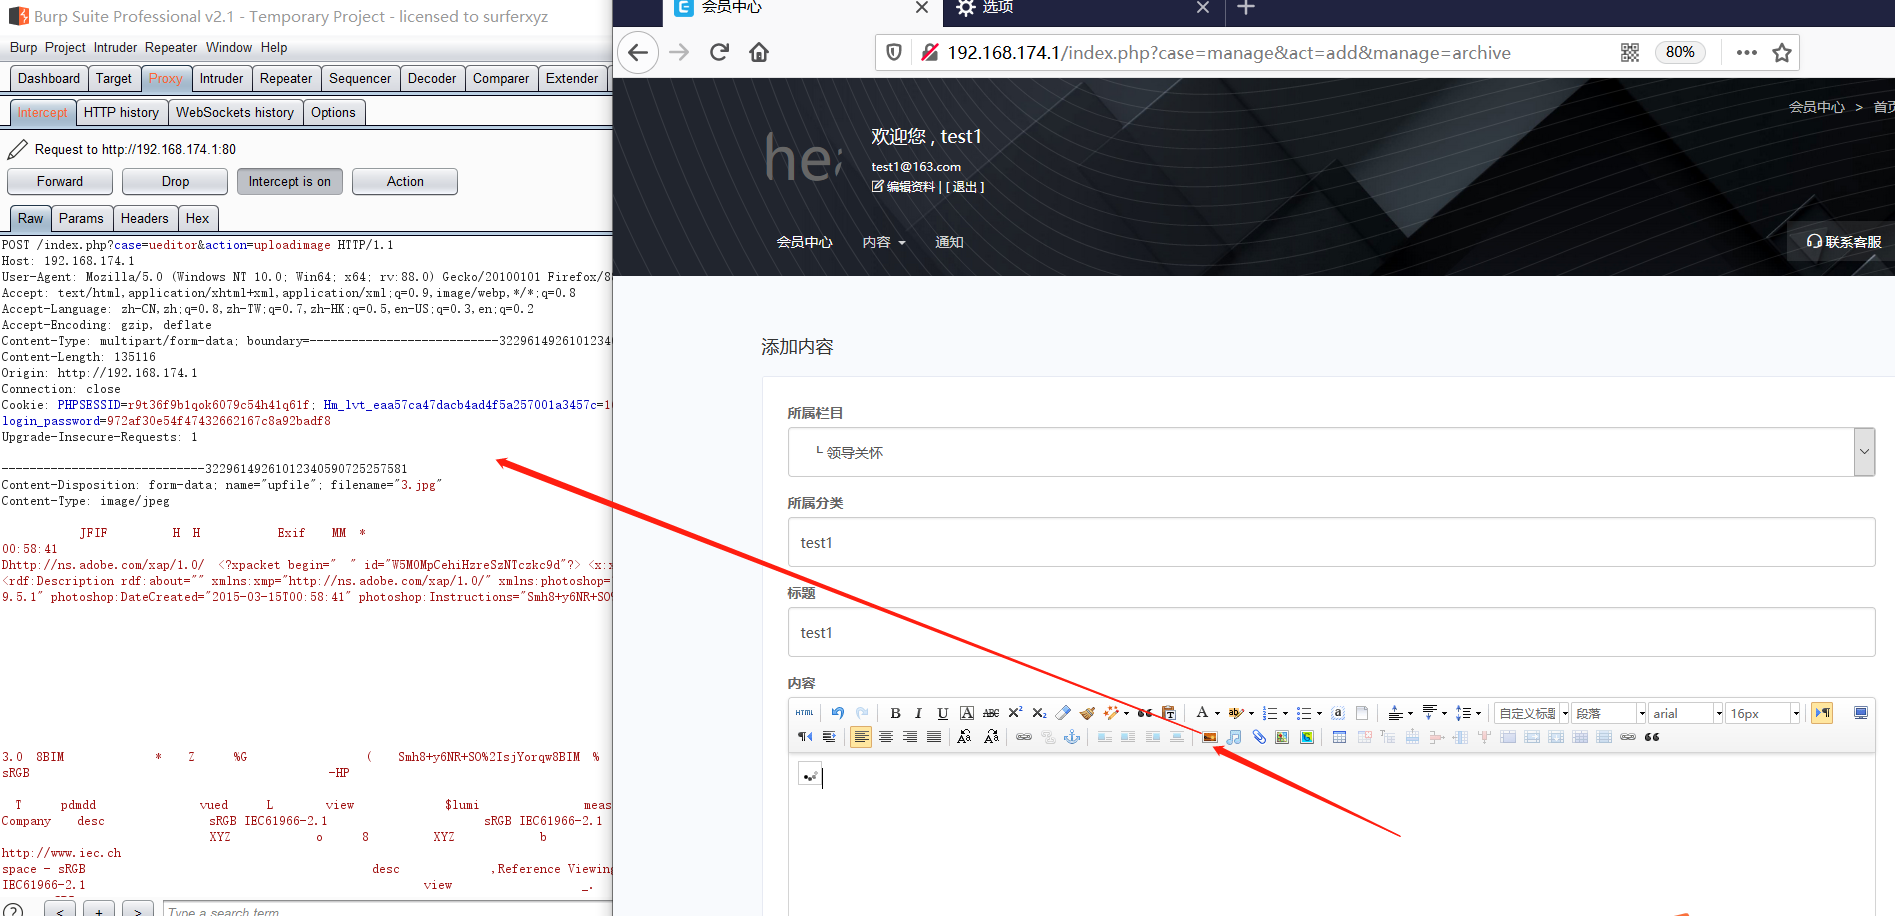 Burp Suite Professional v2.1 - Temporary Project - licensed to surferxyz
Burp Project Intruder Repeater Window Help
Dashboard Target Proxy Intruder Repeater Sequencer Decoder Comparer Extender
Intercept HTTP history WebSockets history Options
Request to http://192.168.174.1:80
Forward Drop Intercept is on Action
Raw Params Headers Hex
POST /index.php?case=ueditor&action=uploadimage HTTP/1.1
Host: 192.168.174.1
User-Agent: Mozilla/5.0 (Windows NT 10.0; Win64; x64; rv:88.0) Gecko/20100101 Firefox/8
Accept: text/html,application/xhtml+xml,application/xml;q=0.9,image/webp,*/*;q=0.8
Accept-Language: zh-CN,zh;q=0.8,zh-TW;q=0.7,zh-HK;q=0.5,en-US;q=0.3,en;q=0.2
Accept-Encoding: gzip, deflate
Content-Type: multipart/form-data; boundary=---------------------------32296149261012340
Content-Length: 135116
Origin: http://192.168.174.1
Connection: close
Cookie: PHPSESSID=r9t36f9b1qok6079c54h41q61f; Hm_lvt_eaa57ca47dacb4ad4f5a257001a3457c=1
login_password=972af30e54f47432662167c8a92badf8
Upgrade-Insecure-Requests: 1
-----------------------------32296149261012340590725257581
Content-Disposition: form-data; name="upfile"; filename="3.jpg"
Content-Type: image/jpeg
JFIF H H Exif MM *
00:58:41
Dhttp://ns.adobe.com/xap/1.0/ <?xpacket begin=" " id="W5M0MpCehiHzreSzNTczkc9d"?> <x:x
<rdf:Description rdf:about="" xmlns:xmp="http://ns.adobe.com/xap/1.0/" xmlns:photoshop=
9.5.1" photoshop:DateCreated="2015-03-15T00:58:41" photoshop:Instructions="Smh8+y6NR+SO%
3.0 8BIM * Z %G ( Smh8+y6NR+SO%2IsjYorqw8BIM %
sRGB -HP
T pdmdd vued L view $lumi meas
Company desc sRGB IEC61966-2.1 sRGB IEC61966-2.1
XYZ o 8 XYZ b
http://www.iec.ch
space - sRGB desc ,Reference Viewing
IEC61966-2.1 view _.
? < + > Type a search term
会员中心 选项
192.168.174.1/index.php?case=manage&act=add&manage=archive 80%
会员中心 > 首页
欢迎您 , test1
test1@163.com
编辑资料 | [ 退出 ]
会员中心 内容 通知
联系客服
添加内容
所属栏目
└ 领导关怀
所属分类
test1
标题
test1
内容
HTML B I U A ABC X² X₂ A 自定义标题 段落 arial 16px